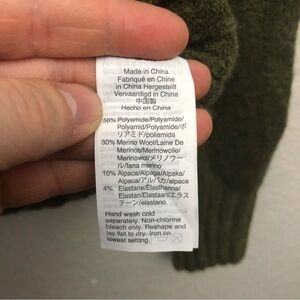 Made in China
Fabriqué en Chine
in China Hergestellt
Vervaardigd in China
中国製
Hecho en China
56% Polyamide/Polyamide/
Polyamid/Polyamide/ポ
リアミド/poliamida
30% Merino Wool/Laine De
Merinos/Merinowolle/
Merinowol/メリノウー
ル/lana merino
10% Alpaca/Alpaga/Alpaka/
Alpaca/アルパカ/alpaca
4% Elastane/Elasthanne/
Elastan/Elastaan/エラス
テーン/elastano
Hand wash cold
separately. Non-chlorine
bleach only. Reshape and
lay flat to dry. Iron on
lowest setting.